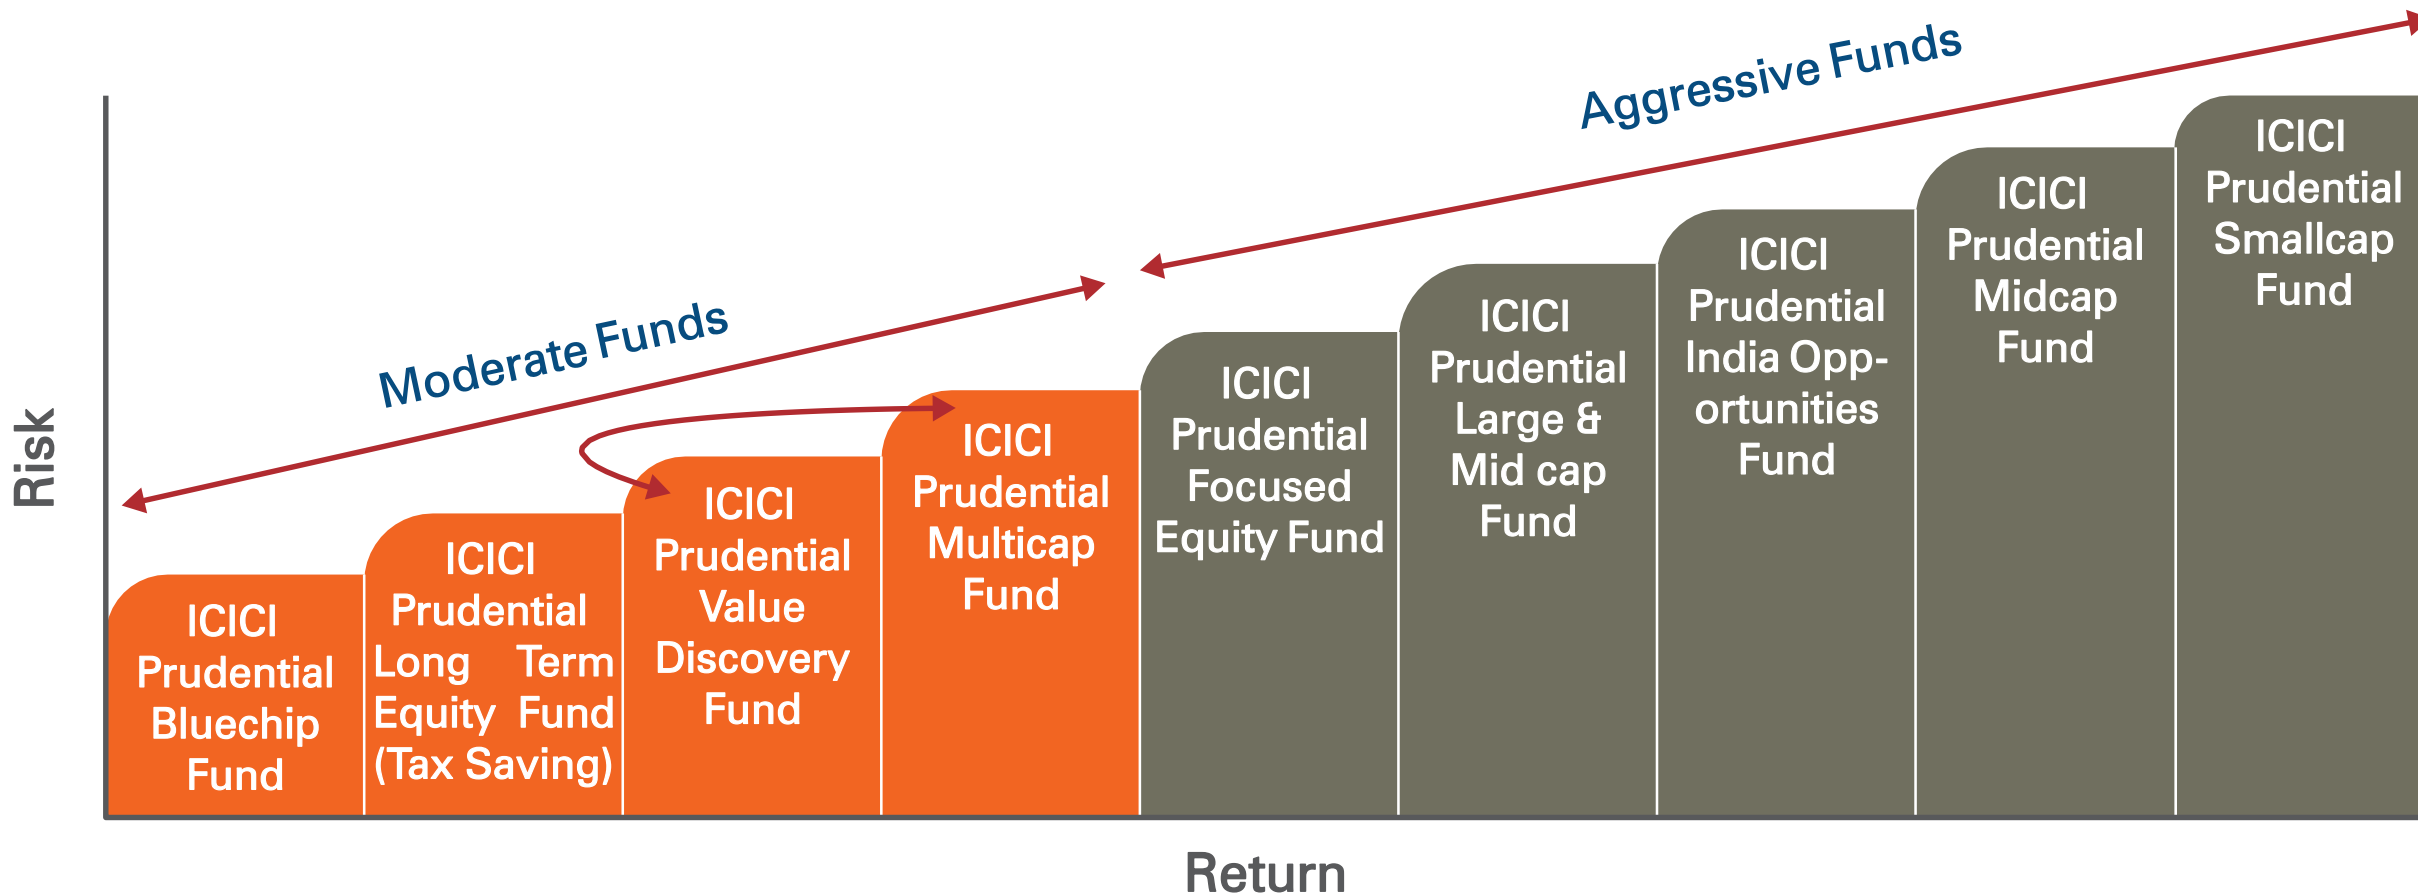 Aggressive Funds
Moderate Funds
Risk
ICICI
Prudential
Bluechip
Fund
ICICI
Prudential
Long Term
Equity Fund
(Tax Saving)
ICICI
Prudential
Value
Discovery
Fund
ICICI
Prudential
Multicap
Fund
ICICI
Prudential
Focused
Equity Fund
ICICI
Prudential
Large &
Mid cap
Fund
ICICI
Prudential
India Opp-
ortunities
Fund
ICICI
Prudential
Midcap
Fund
ICICI
Prudential
Smallcap
Fund
Return